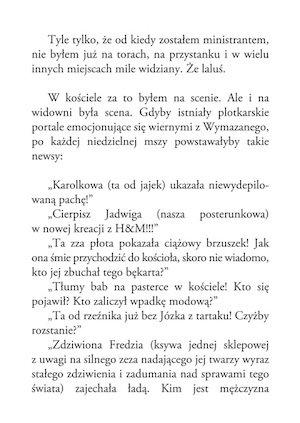 Tyle tylko, że od kiedy zostałem ministrantem,
nie byłem już na torach, na przystanku i w wielu
innych miejscach mile widziany. Że laluś.
W kościele za to byłem na scenie. Ale i na
widowni była scena. Gdyby istniały plotkarskie
portale emocjonujące się wiernymi z Wymazanego,
po każdej niedzielnej mszy powstawałyby takie
newsy:
„Karolkowa (ta od jajek) ukazała niewydepilo-
waną pachę!”
„Cierpisz Jadwiga (nasza posterunkowa)
w nowej kreacji z H&M!!!”
„Ta zza płota pokazała ciążowy brzuszek! Jak
ona śmie przychodzić do kościoła, skoro nie wiadomo,
kto jej zbuchał tego bękarta?”
„Tłumy bab na pasterce w kościele! Kto się
pojawił? Kto zaliczył wpadkę modową?”
„Ta od rzeźnika już bez Józka z tartaku! Czyżby
rozstanie?”
„Zdziwiona Fredzia (ksywa jednej sklepowej
z uwagi na silnego zeza nadającego jej twarzy wyraz
stałego zdziwienia i zadumania nad sprawami tego
świata) zajechała ładą. Kim jest mężczyzna